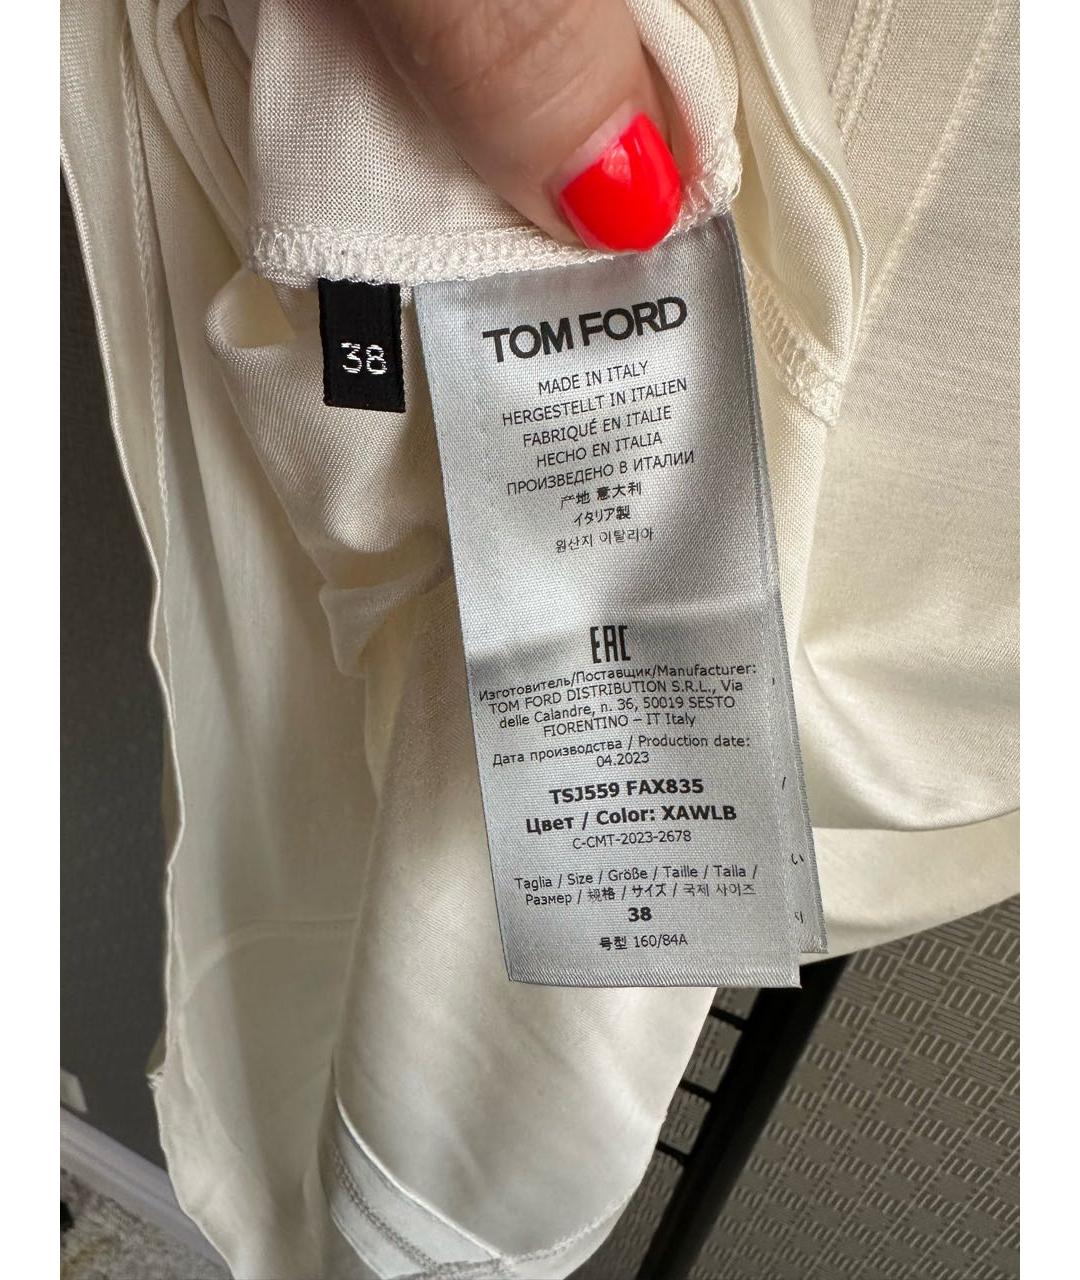 38
TOM FORD
MADE IN ITALY
HERGESTELLT IN ITALIEN
FABRIQUÉ EN ITALIE
HECHO EN ITALIA
ПРОИЗВЕДЕНО В ИТАЛИИ
产地 意大利
イタリア製
원산지 이탈리아
EAC
Изготовитель/Поставщик/Manufacturer:
TOM FORD DISTRIBUTION S.R.L., Via
delle Calandre, n. 36, 50019 SESTO
FIORENTINO – IT Italy
Дата производства / Production date:
04.2023
TSJ559 FAX835
Цвет / Color: XAWLB
C-CMT-2023-2678
Taglia / Size / Größe / Taille / Talla /
Размер / 规格 / サイズ / 국제 사이즈
38
号型 160/84A
い